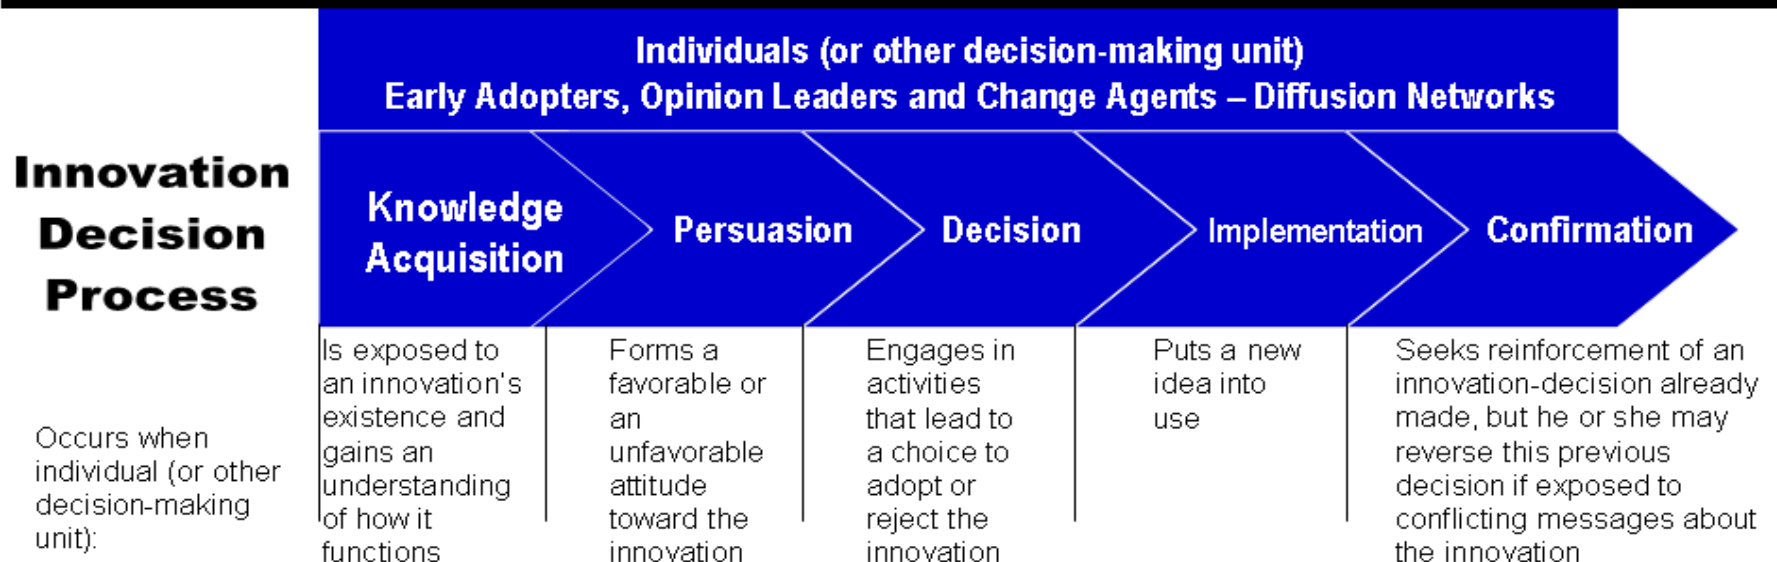 Individuals (or other decision-making unit)
Early Adopters, Opinion Leaders and Change Agents – Diffusion Networks
Innovation
Decision
Process
Knowledge
Acquisition
Persuasion
Decision
Implementation
Confirmation
Occurs when
individual (or other
decision-making
unit):
Is exposed to
an innovation's
existence and
gains an
understanding
of how it
functions
Forms a
favorable or
an
unfavorable
attitude
toward the
innovation
Engages in
activities
that lead to
a choice to
adopt or
reject the
innovation
Puts a new
idea into
use
Seeks reinforcement of an
innovation-decision already
made, but he or she may
reverse this previous
decision if exposed to
conflicting messages about
the innovation